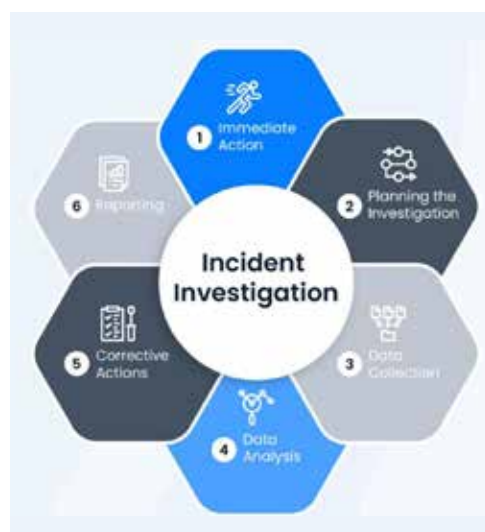 1 Immediate
Action
2 Planning the
Investigation
3 Data
Collection
4 Data
Analysis
5 Corrective
Actions
6 Reporting
Incident
Investigation